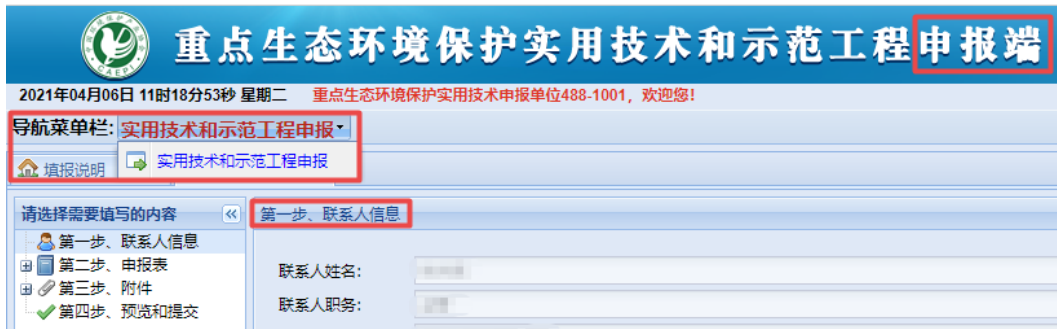 重点生态环境保护实用技术和示范工程申报端
CAEPI
2021年04月06日 11时18分53秒 星期二 重点生态环境保护实用技术申报单位488-1001，欢迎您！
导航菜单栏: 实用技术和示范工程申报
填报说明 实用技术和示范工程申报
请选择需要填写的内容 第一步、联系人信息
第一步、联系人信息
第二步、申报表 联系人姓名:
第三步、附件
第四步、预览和提交 联系人职务: